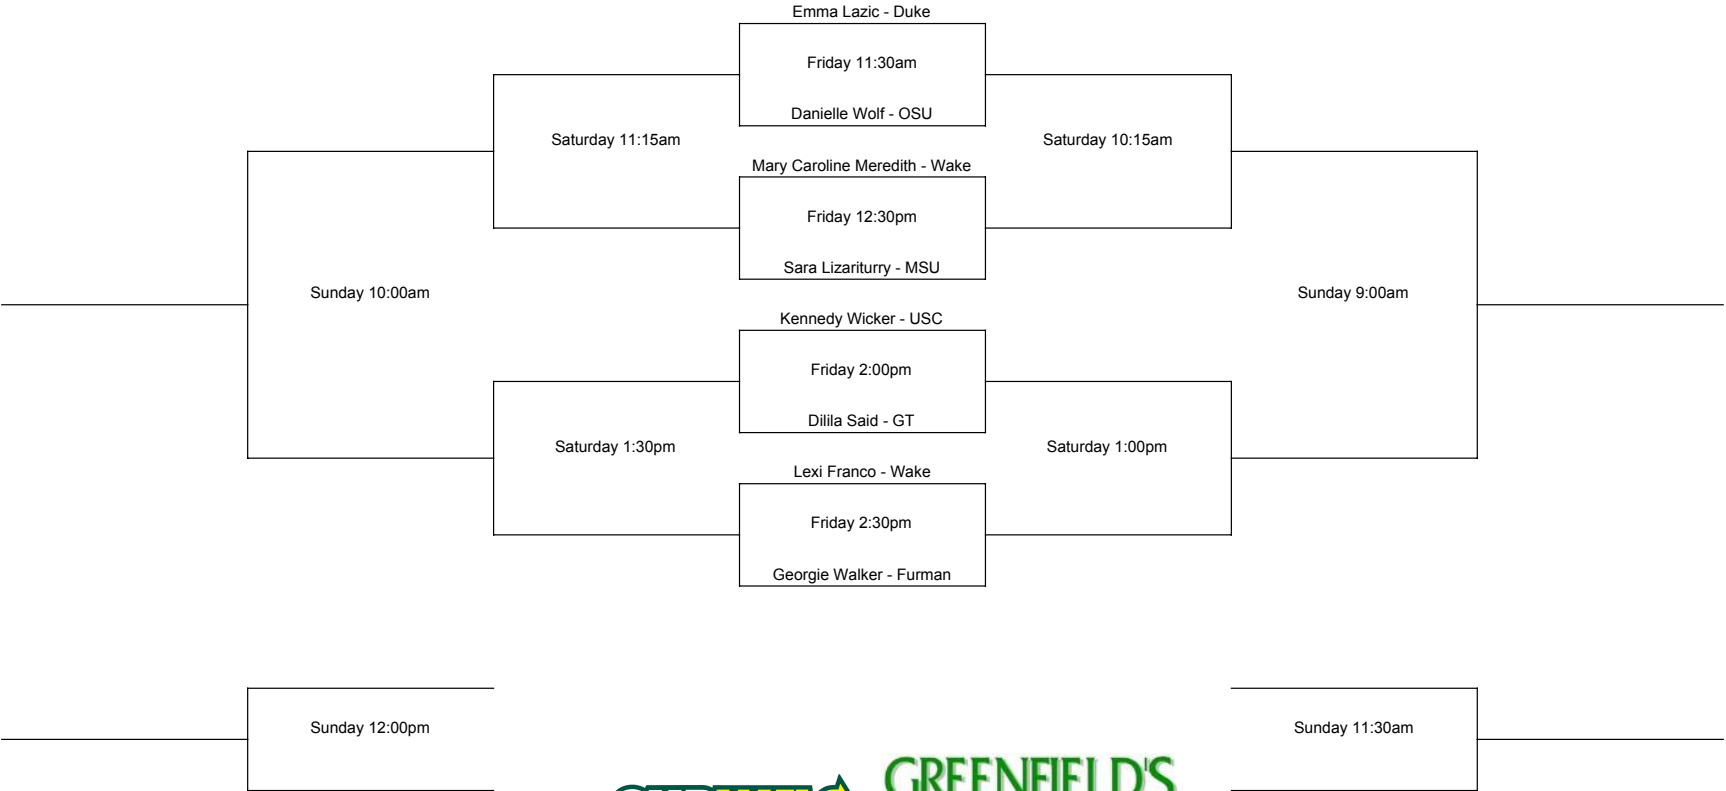 Emma Lazic - Duke
Friday 11:30am
Danielle Wolf - OSU
Saturday 11:15am
Saturday 10:15am
Mary Caroline Meredith - Wake
Friday 12:30pm
Sara Lizariturry - MSU
Sunday 10:00am
Sunday 9:00am
Kennedy Wicker - USC
Friday 2:00pm
Dilila Said - GT
Saturday 1:30pm
Saturday 1:00pm
Lexi Franco - Wake
Friday 2:30pm
Georgie Walker - Furman
Sunday 12:00pm
Sunday 11:30am
GREENFIELD'S